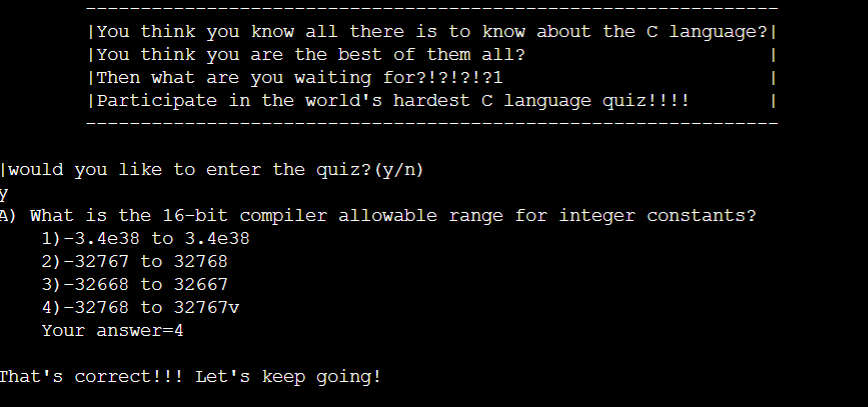 ----------------------------------------------------------------
|You think you know all there is to know about the C language?|
|You think you are the best of them all?                      |
|Then what are you waiting for?!?!?!?1                        |
|Participate in the world's hardest C language quiz!!!!       |
----------------------------------------------------------------
|would you like to enter the quiz?(y/n)
y
A) What is the 16-bit compiler allowable range for integer constants?
1)-3.4e38 to 3.4e38
2)-32767 to 32768
3)-32668 to 32667
4)-32768 to 32767v
Your answer=4
That's correct!!! Let's keep going!